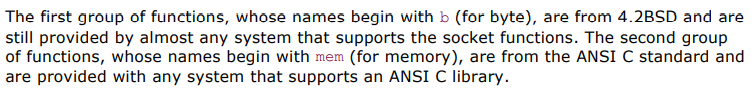 The first group of functions, whose names begin with b (for byte), are from 4.2BSD and are
still provided by almost any system that supports the socket functions. The second group
of functions, whose names begin with mem (for memory), are from the ANSI C standard and
are provided with any system that supports an ANSI C library.